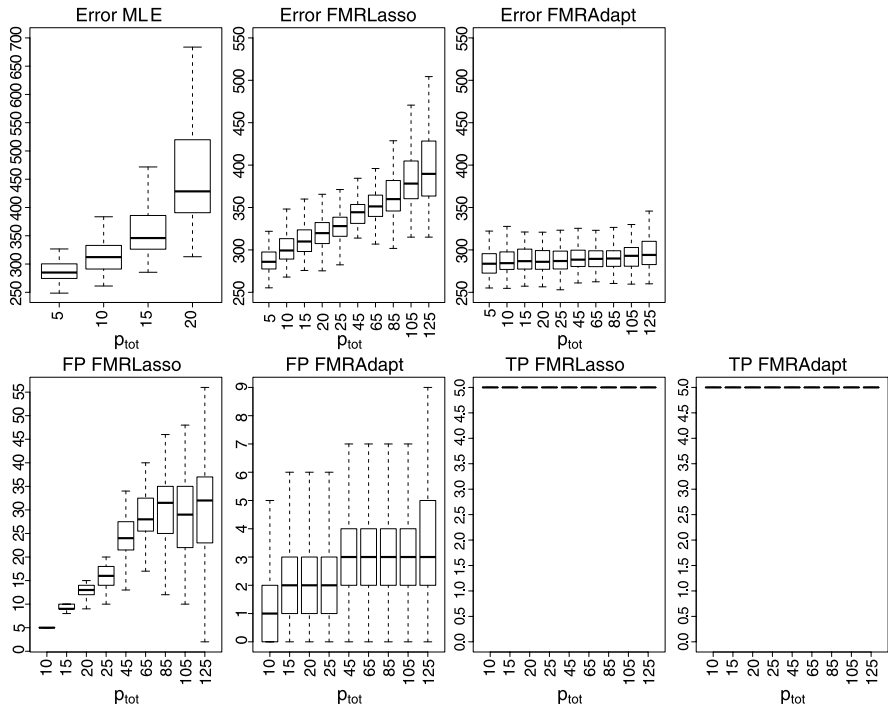 Error MLE
250 300 350 400 450 500 550 600 650 700
5 10 15 20
ptot
Error FMRLasso
250 300 350 400 450 500 550
5 10 15 20 25 45 65 85 105 125
ptot
Error FMRAdapt
250 300 350 400 450 500 550
5 10 15 20 25 45 65 85 105 125
ptot
FP FMRLasso
0 5 10 15 20 25 30 35 40 45 50 55
10 15 20 25 45 65 85 105 125
ptot
FP FMRAdapt
0 1 2 3 4 5 6 7 8 9
10 15 20 25 45 65 85 105 125
ptot
TP FMRLasso
0.0 0.5 1.0 1.5 2.0 2.5 3.0 3.5 4.0 4.5 5.0
10 15 20 25 45 65 85 105 125
ptot
TP FMRAdapt
0.0 0.5 1.0 1.5 2.0 2.5 3.0 3.5 4.0 4.5 5.0
10 15 20 25 45 65 85 105 125
ptot